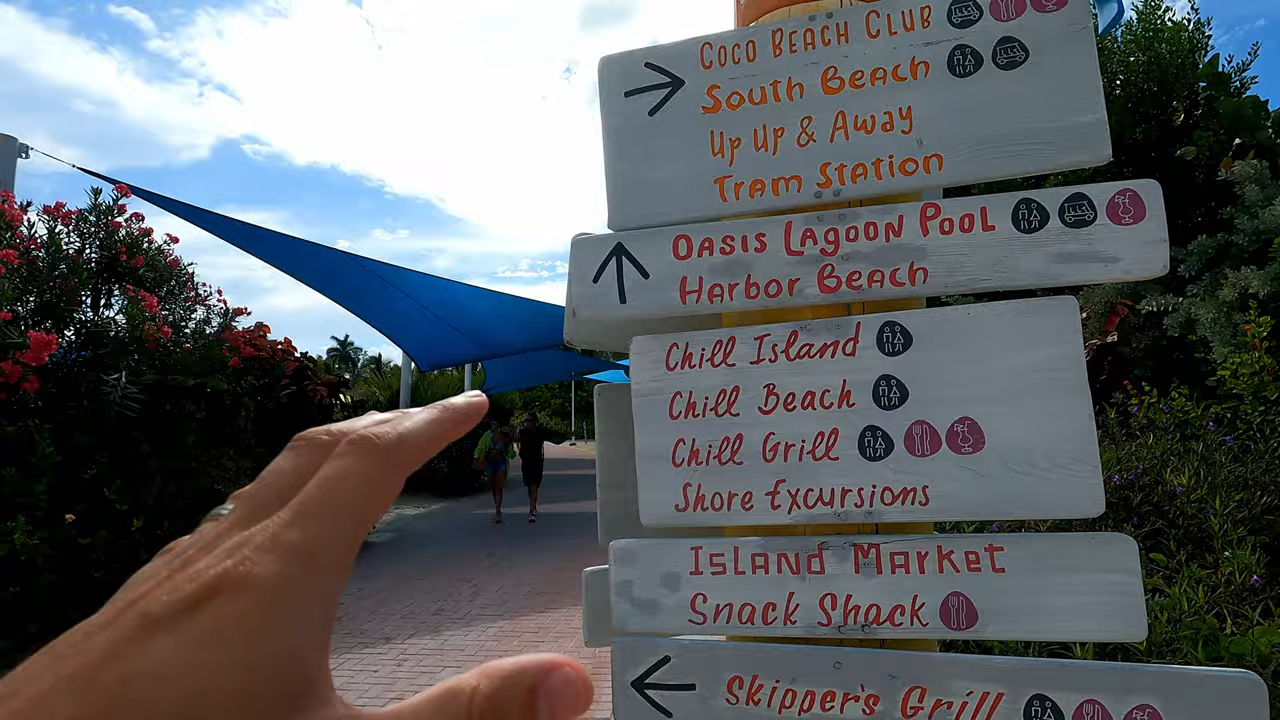 Coco Beach Club
South Beach
Up Up & Away
Tram Station
Oasis Lagoon Pool
Harbor Beach
Chill Island
Chill Beach
Chill Grill
Shore Excursions
Island Market
Snack Shack
Skipper's Grill